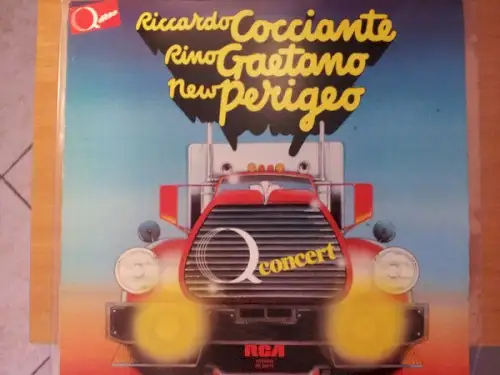 Q
Riccardo Cocciante
Rino Gaetano
New Perigeo
Q concert
RCA